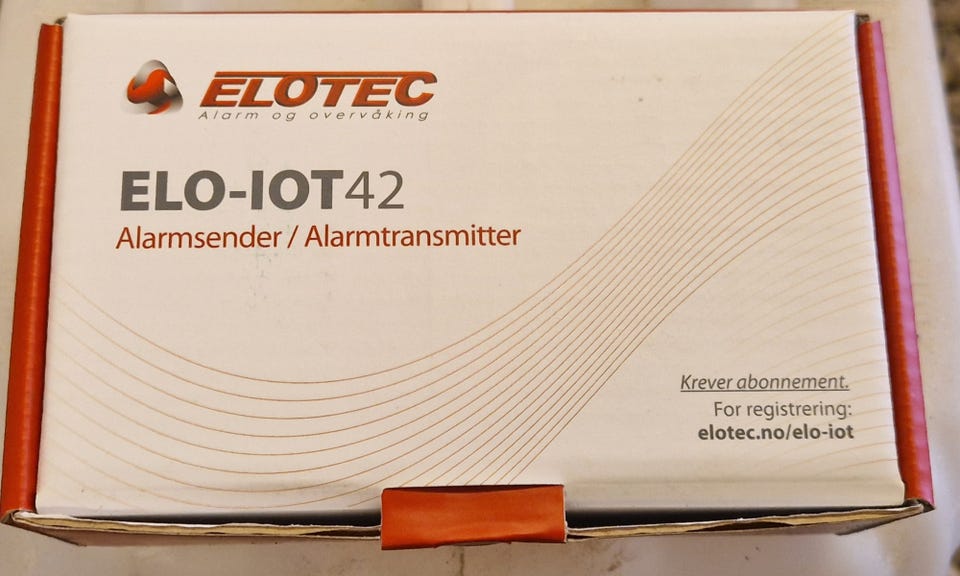 ELOTEC
Alarm og overvåking
ELO-IOT42
Alarmsender / Alarmtransmitter
Krever abonnement.
For registrering:
elotec.no/elo-iot